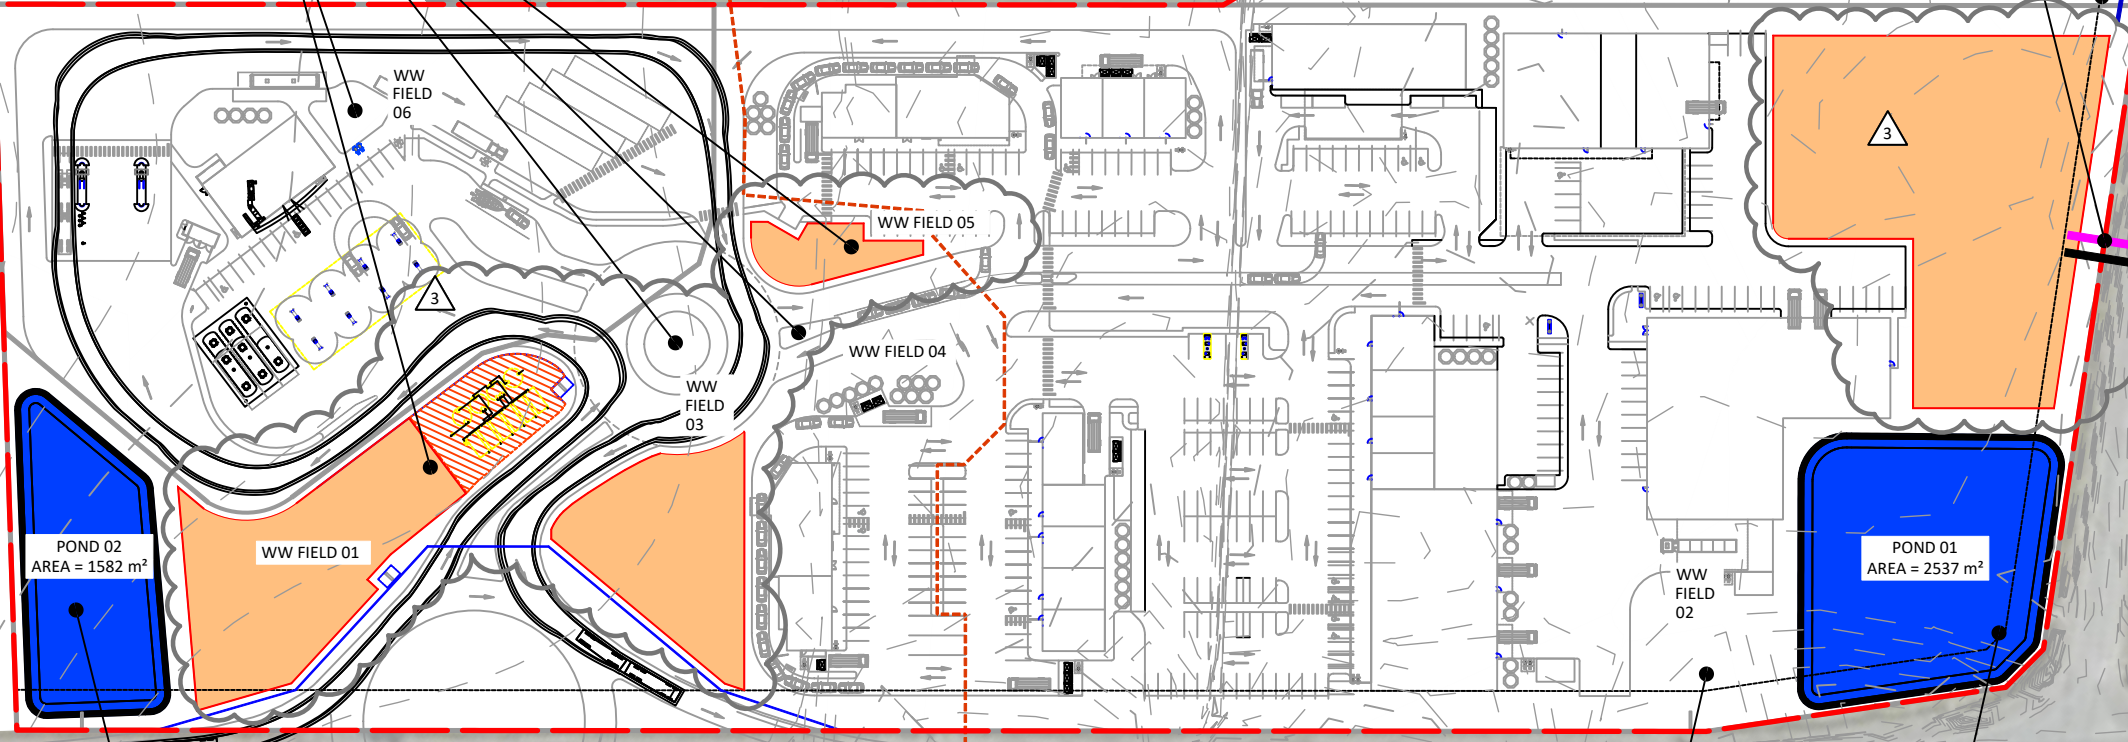 WW
FIELD
06
3
WW FIELD 05
3
WW FIELD 04
WW
FIELD
03
POND 02
AREA = 1582 m²
WW FIELD 01
POND 01
AREA = 2537 m²
WW
FIELD
02